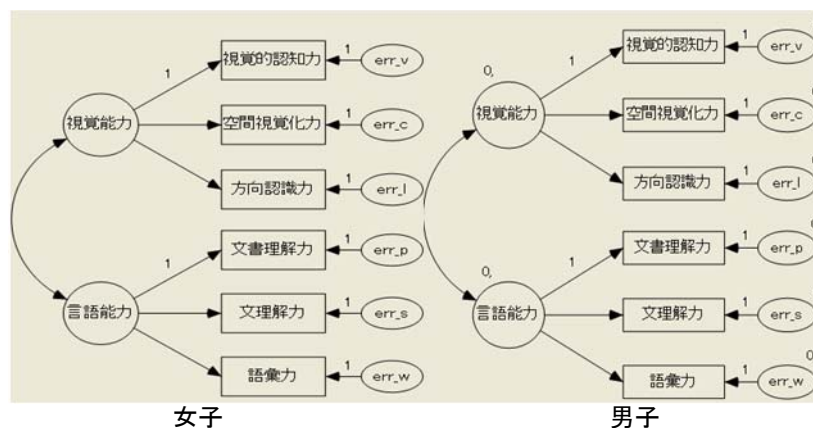 視覚的認知力
1
err_v
1
視覚能力
空間視覚化力
1
err_c
方向認識力
1
err_l
文書理解力
1
err_p
1
言語能力
文理解力
1
err_s
語彙力
1
err_w
女子
視覚的認知力
1
err_v
0,
1
視覚能力
空間視覚化力
1
err_c
方向認識力
1
err_l
文書理解力
1
err_p
0,
1
言語能力
文理解力
1
err_s
0
語彙力
1
err_w
男子